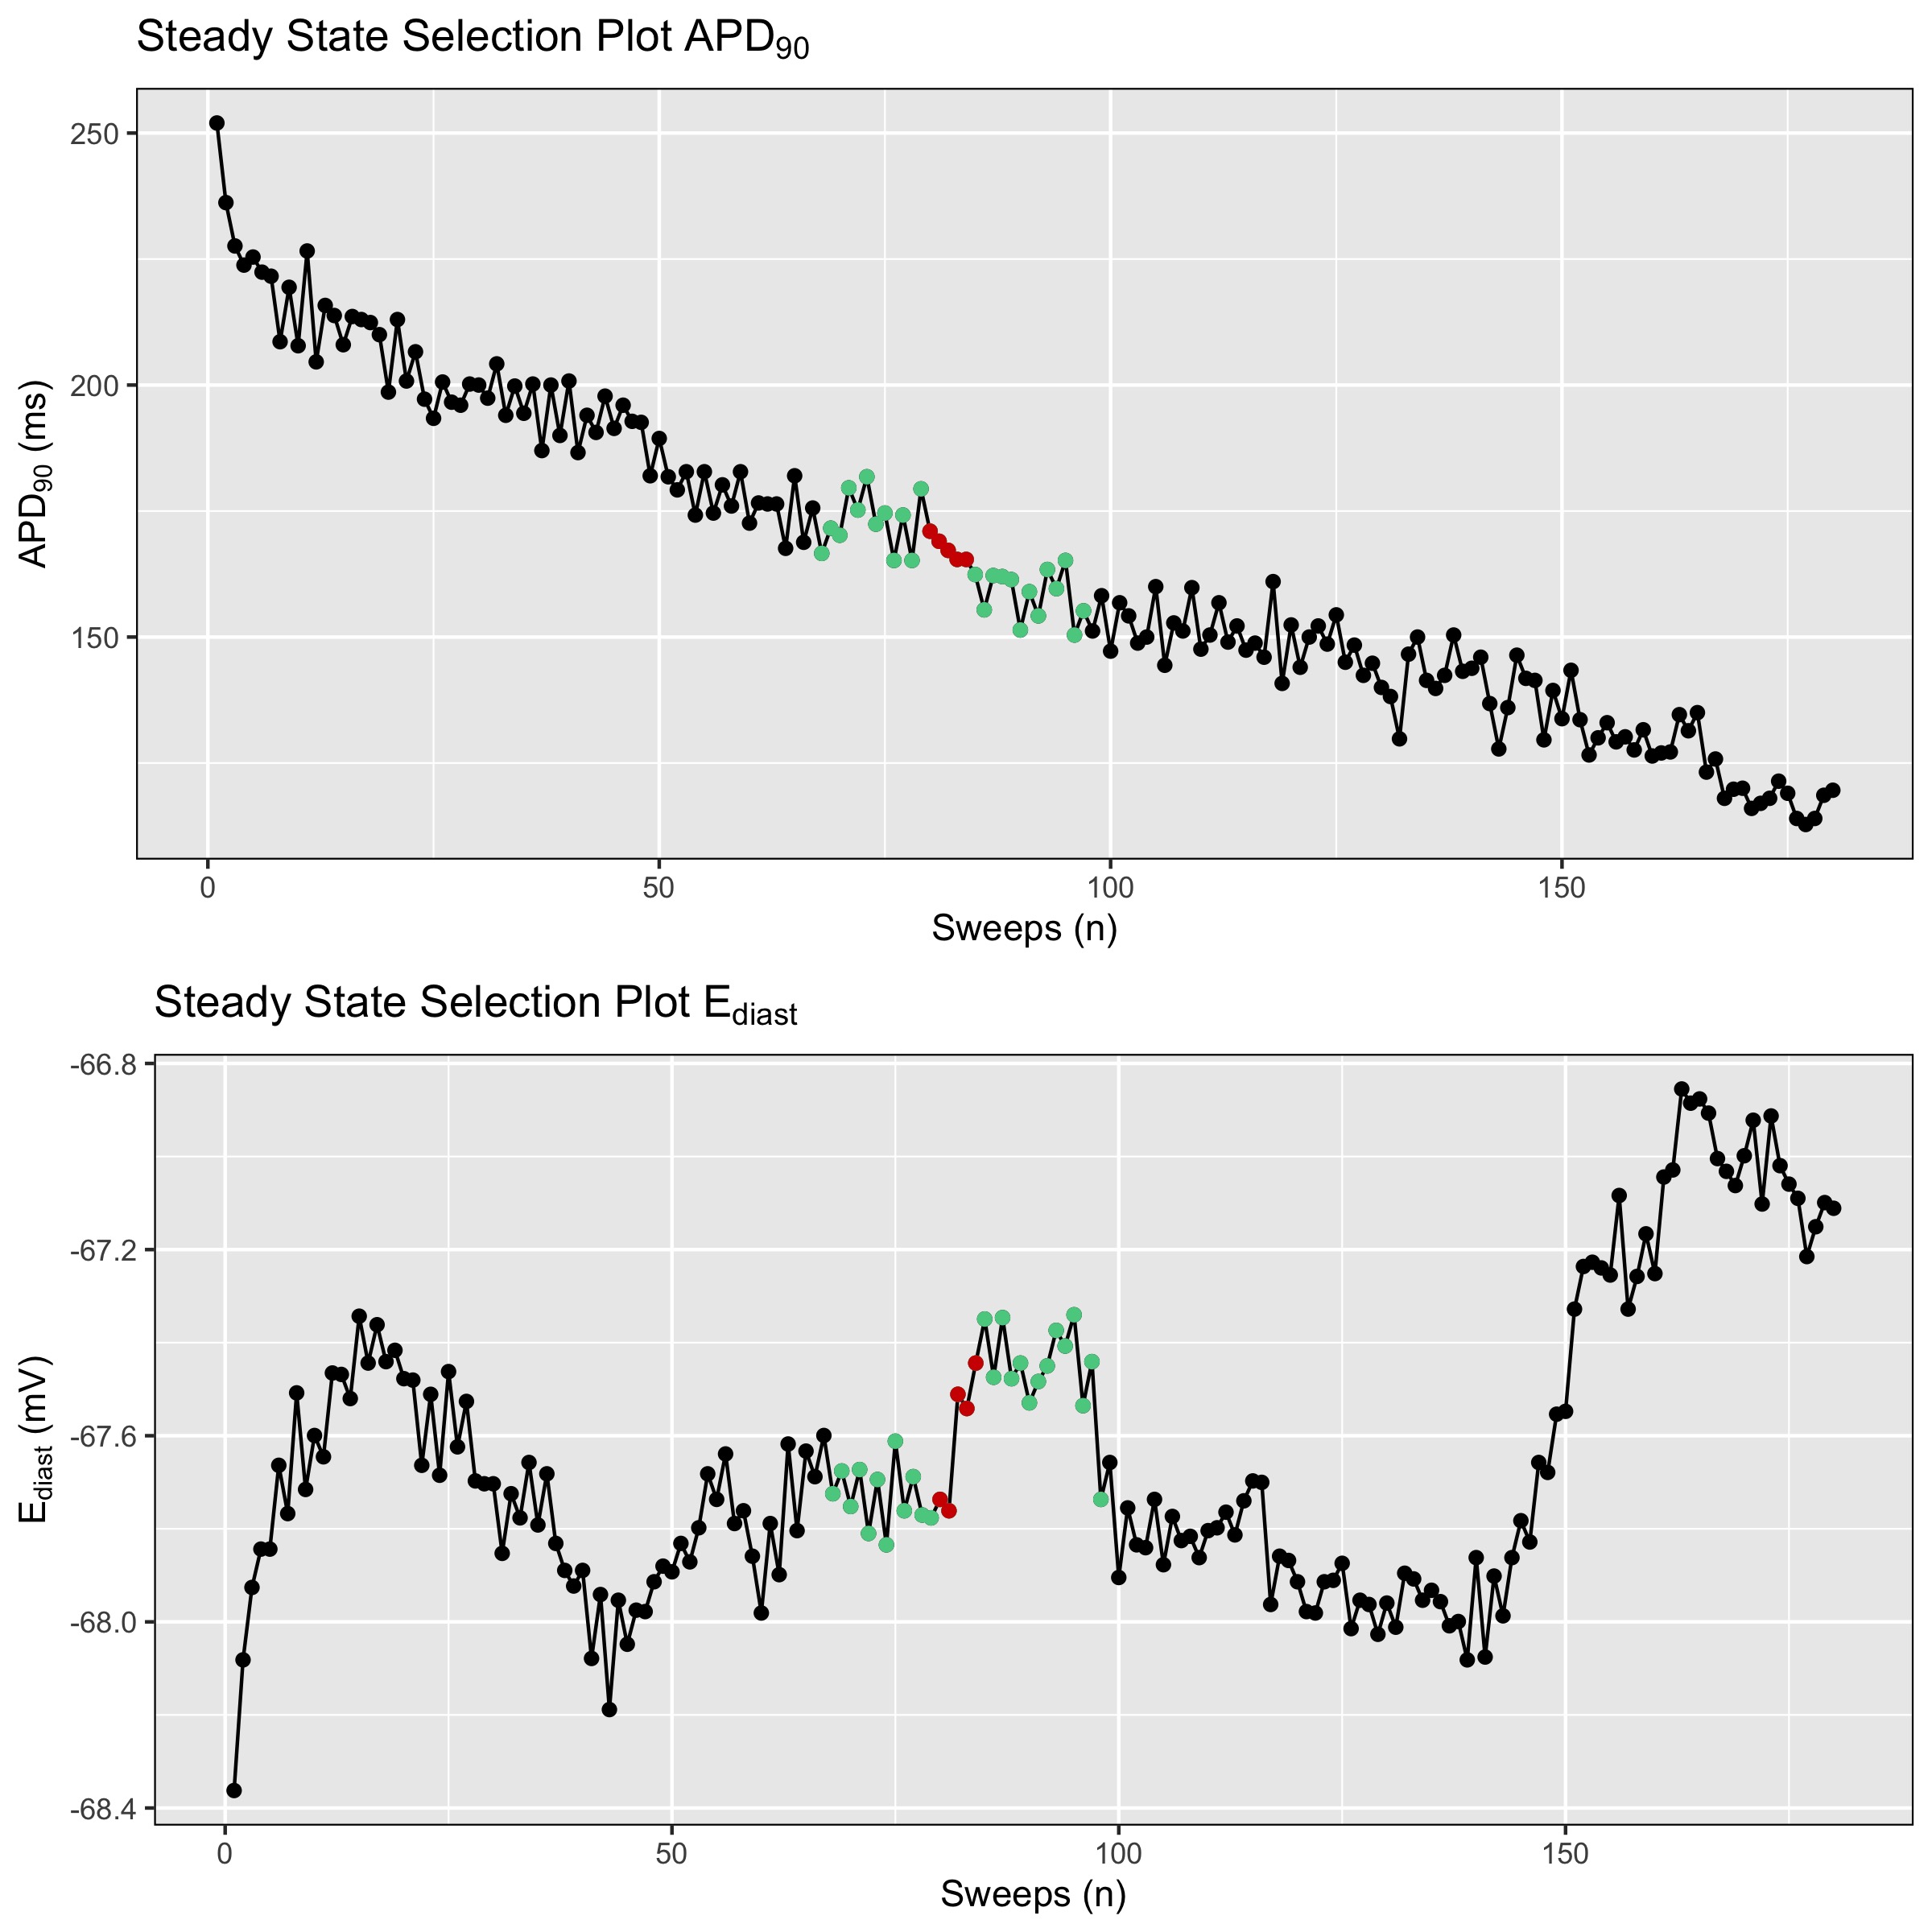 Steady State Selection Plot APD90
250
200
150
APD90 (ms)
0 50 100 150
Sweeps (n)
Steady State Selection Plot Ediast
-66.8
-67.2
-67.6
-68.0
-68.4
Ediast (mV)
0 50 100 150
Sweeps (n)